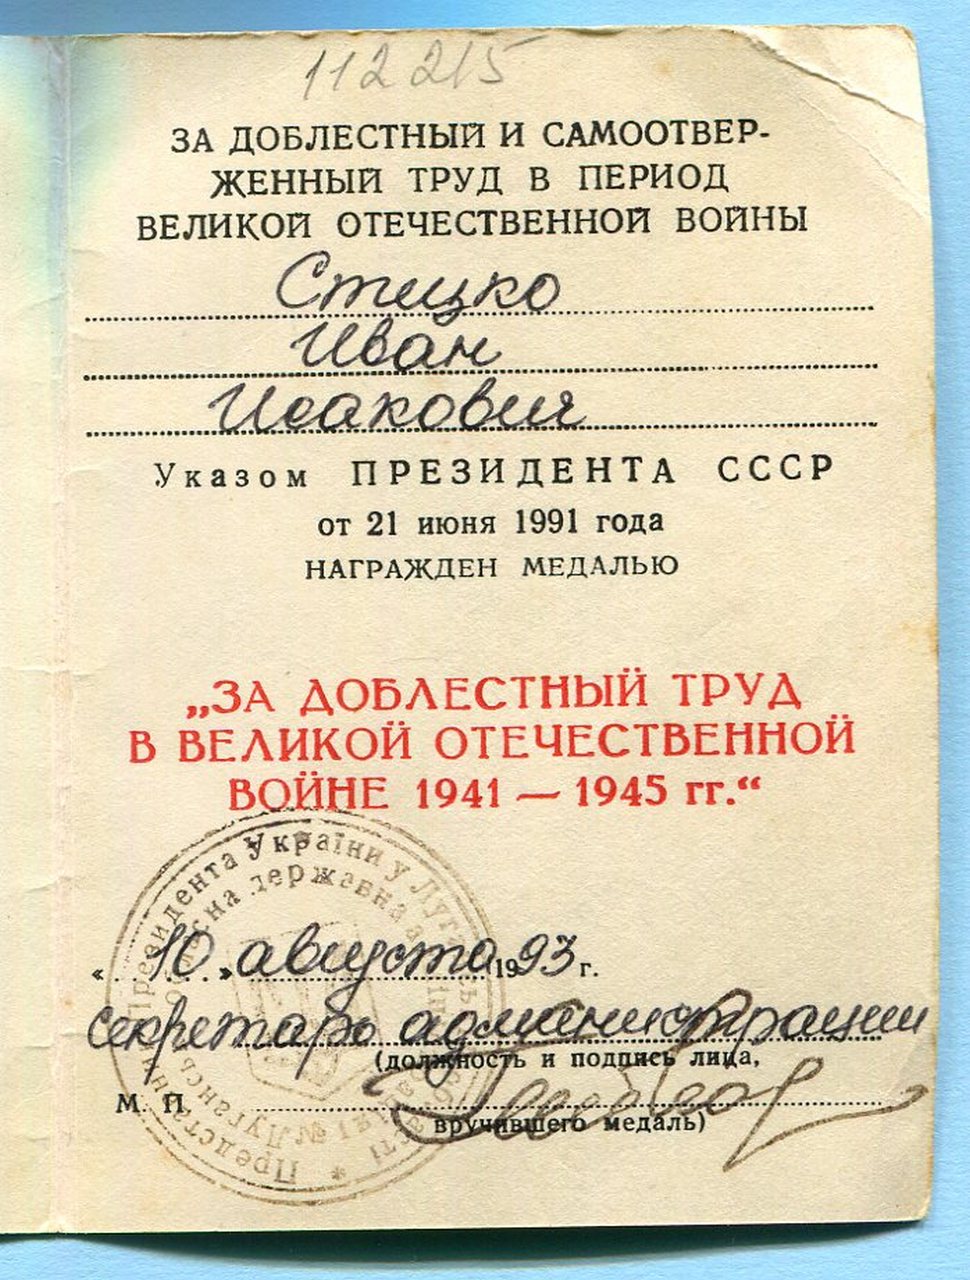 112215
ЗА ДОБЛЕСТНЫЙ И САМООТВЕР-
ЖЕННЫЙ ТРУД В ПЕРИОД
ВЕЛИКОЙ ОТЕЧЕСТВЕННОЙ ВОЙНЫ
Стецко
Иван
Исакович
Указом ПРЕЗИДЕНТА СССР
от 21 июня 1991 года
НАГРАЖДЕН МЕДАЛЬЮ
„ЗА ДОБЛЕСТНЫЙ ТРУД
В ВЕЛИКОЙ ОТЕЧЕСТВЕННОЙ
ВОЙНЕ 1941 — 1945 гг.“
Президента України у
державна
« 10 » августа 1993 г.
секретарь администрации
(должность и подпись лица,
М. П.
вручившего медаль)